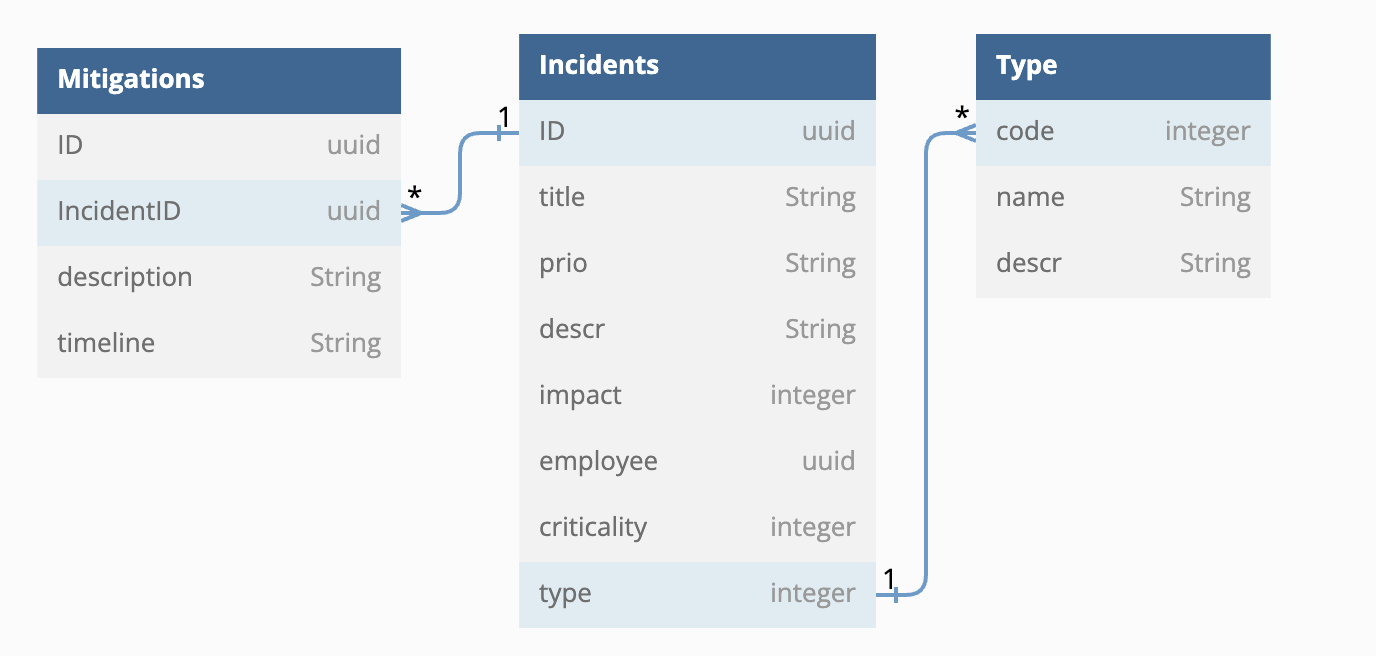 Mitigations
ID uuid
IncidentID uuid
description String
timeline String
*
1
Incidents
ID uuid
title String
prio String
descr String
impact integer
employee uuid
criticality integer
type integer
1
*
Type
code integer
name String
descr String